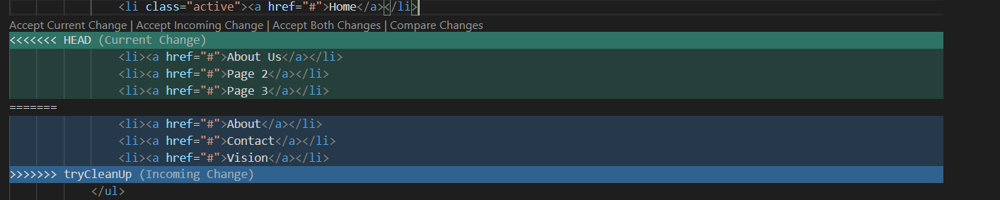 <li class="active"><a href="#">Home</a></li>
Accept Current Change | Accept Incoming Change | Accept Both Changes | Compare Changes
<<<<<<< HEAD (Current Change)
<li><a href="#">About Us</a></li>
<li><a href="#">Page 2</a></li>
<li><a href="#">Page 3</a></li>
=======
<li><a href="#">About</a></li>
<li><a href="#">Contact</a></li>
<li><a href="#">Vision</a></li>
>>>>>>> tryCleanUp (Incoming Change)
</ul>